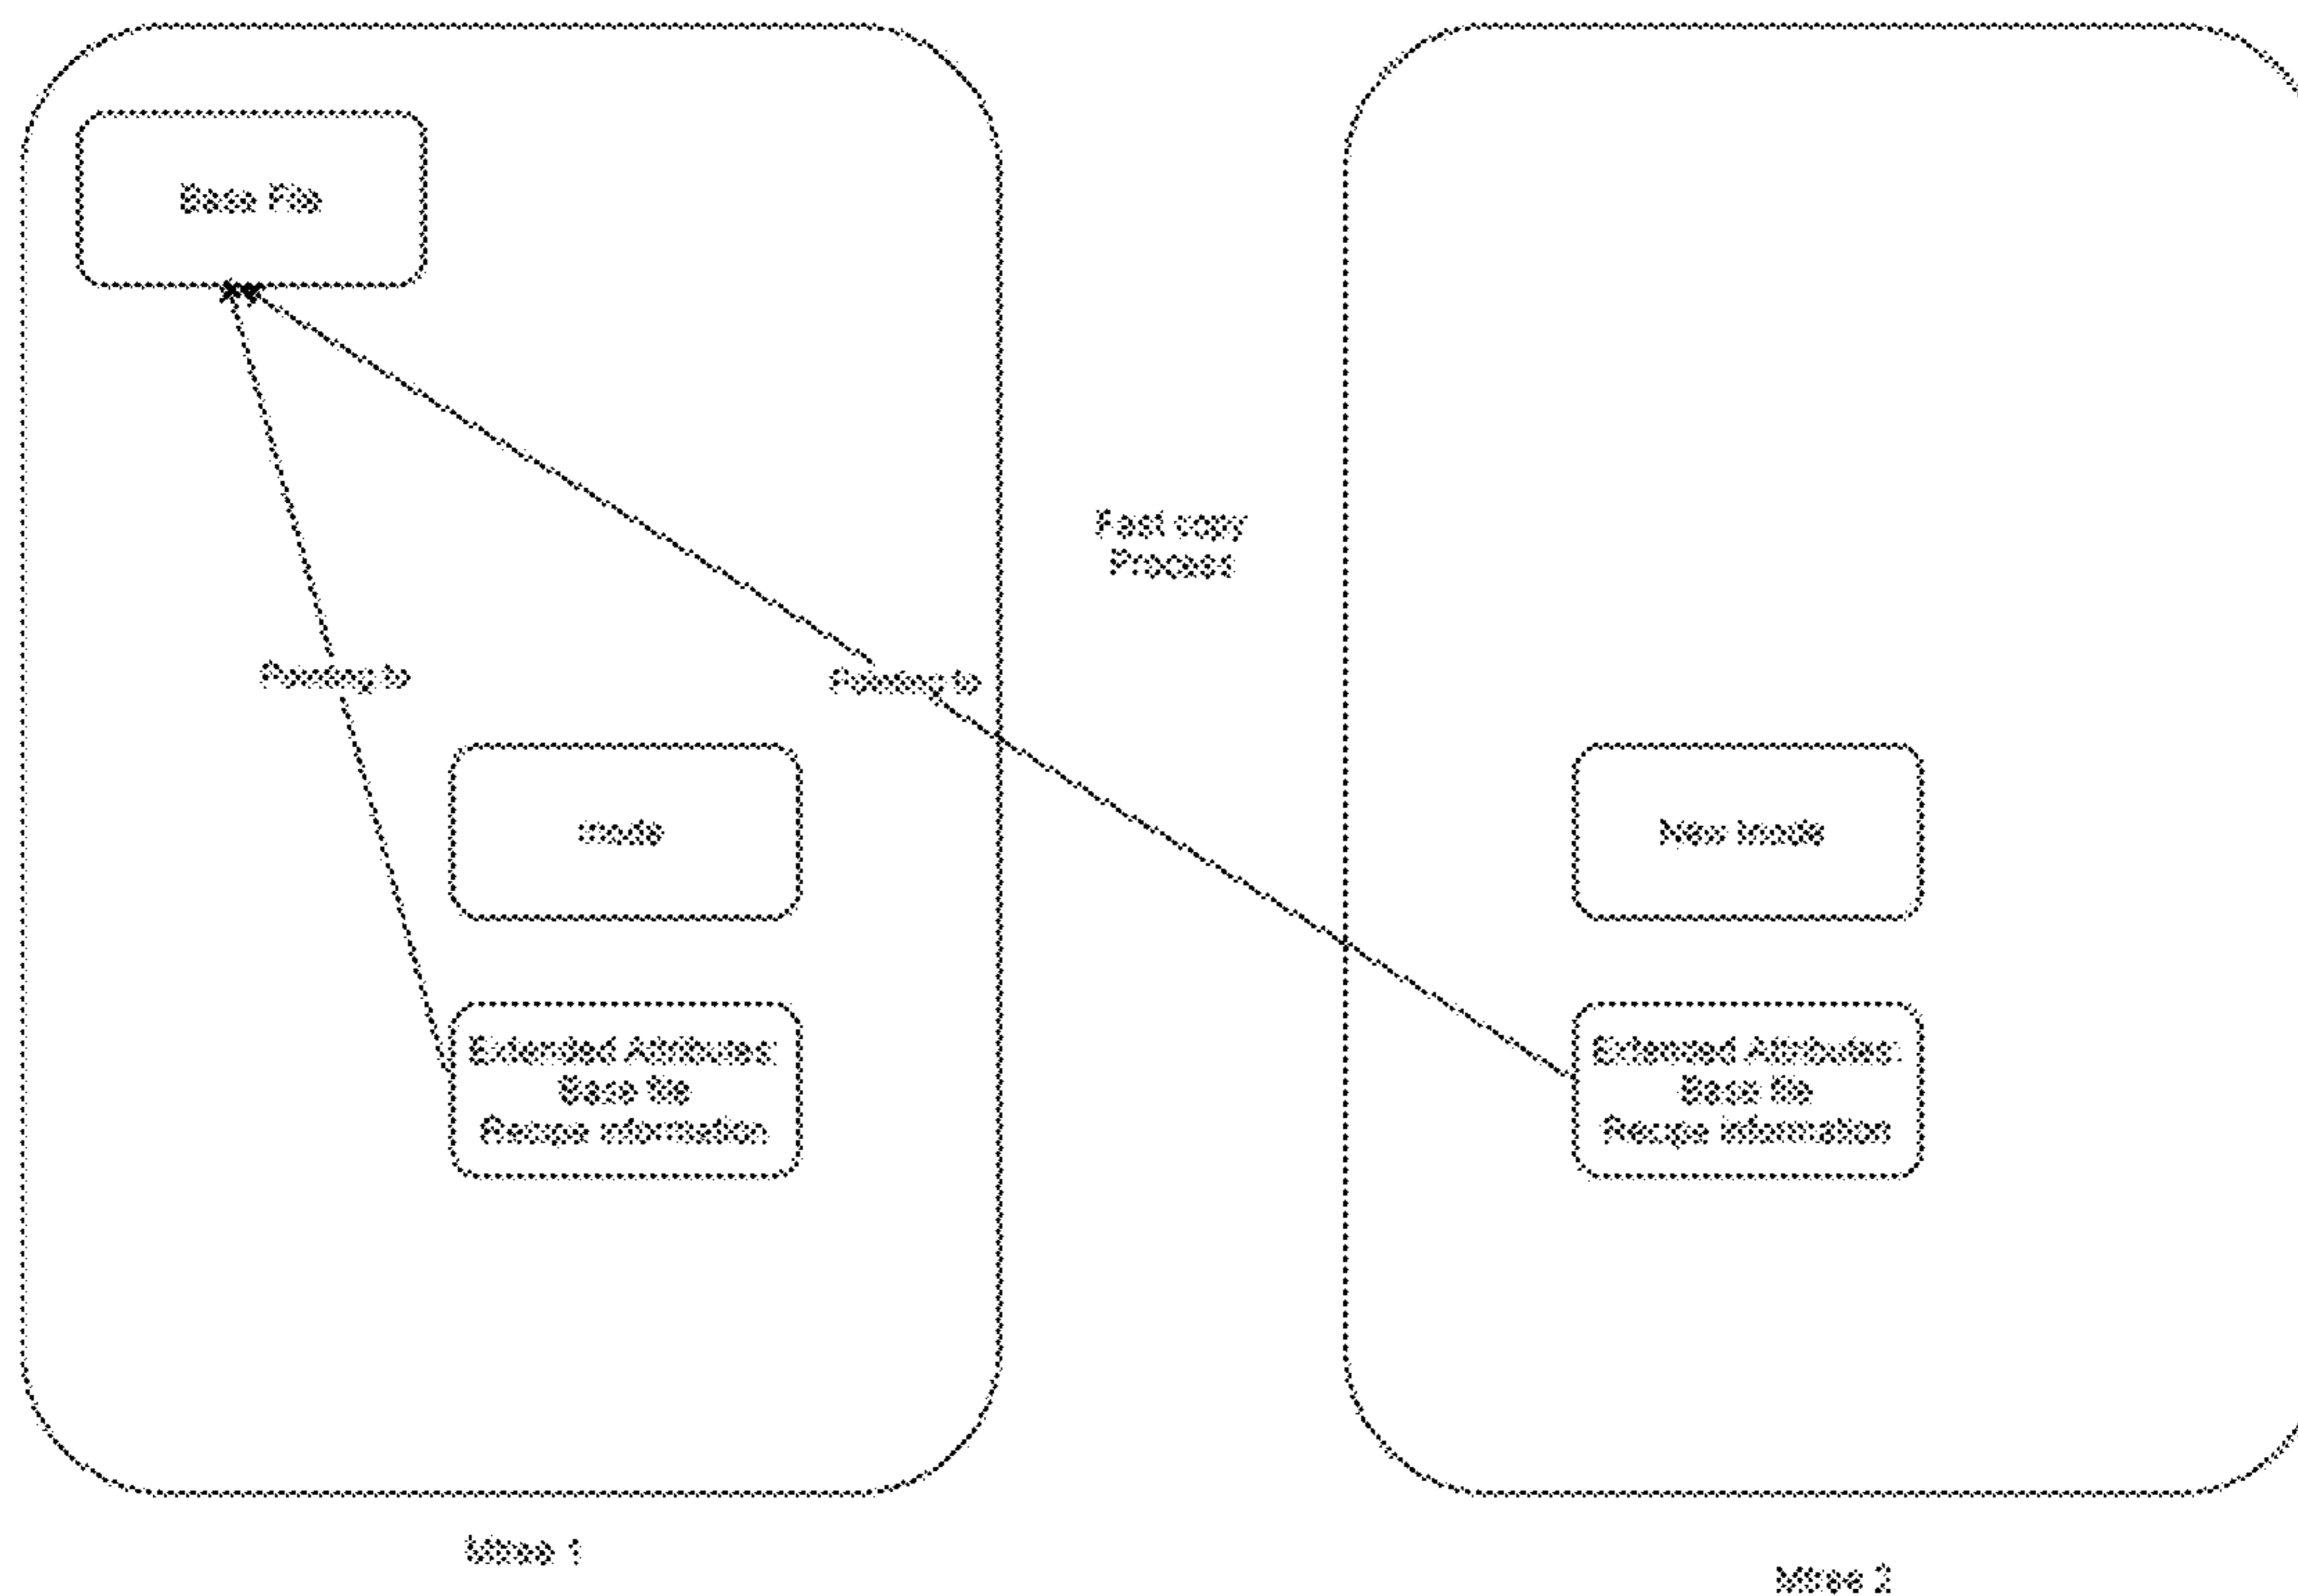 Base File
Fast copy
Process
Pointing to
Pointing to
Inode
New Inode
Extended Attributes:
Base file
Recipe information
Extended Attributes:
Base file
Recipe information
Mtree 1
Mtree 2